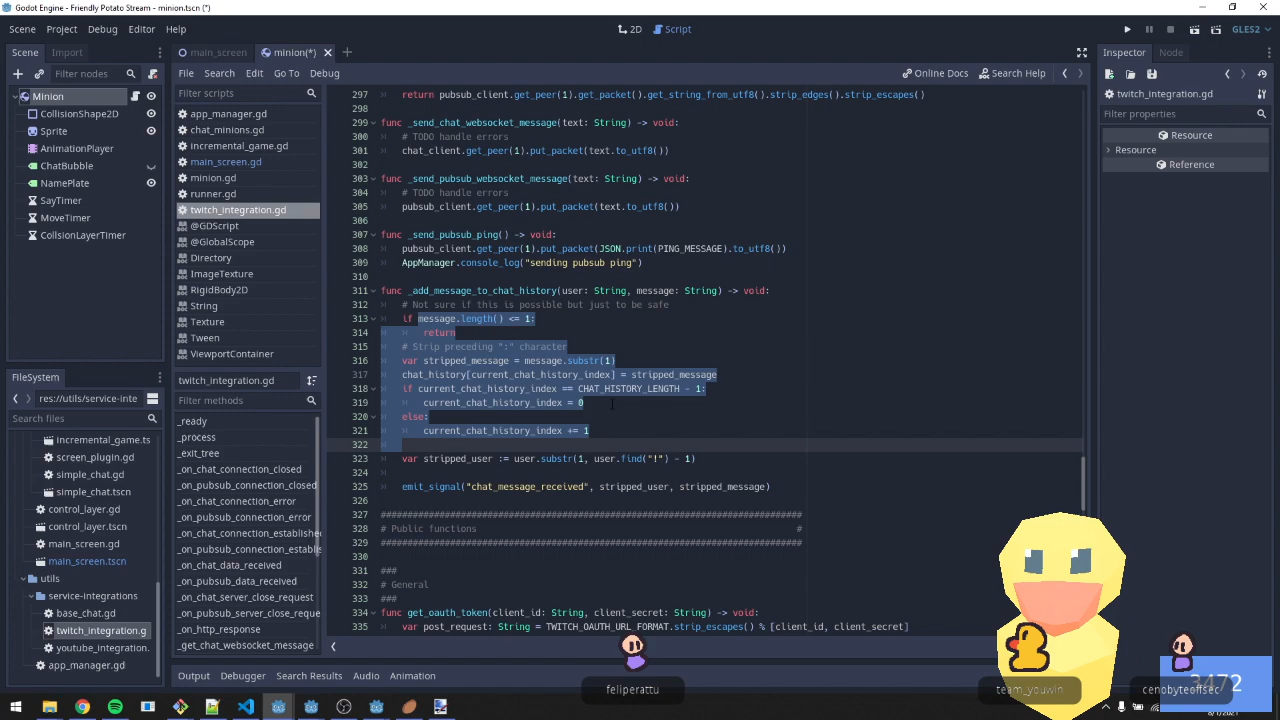 Godot Engine - Friendly Potato Stream - minion.tscn (*)
Scene Project Debug Editor Help
2D Script
GLES2
Scene Import
Filter nodes
Minion
CollisionShape2D
Sprite
AnimationPlayer
ChatBubble
NamePlate
SayTimer
MoveTimer
CollsionLayerTimer
FileSystem
res://utils/service-inte
Search files
incremental_game.ts
screen_plugin.gd
simple_chat.gd
simple_chat.tscn
control_layer.gd
control_layer.tscn
main_screen.gd
main_screen.tscn
utils
service-integrations
base_chat.gd
twitch_integration.g
youtube_integration.
app_manager.gd
main_screen minion(*)
File Search Edit Go To Debug
Online Docs Search Help
Filter scripts
app_manager.gd
chat_minions.gd
incremental_game.gd
main_screen.gd
minion.gd
runner.gd
twitch_integration.gd
@GDScript
@GlobalScope
Directory
ImageTexture
RigidBody2D
String
Texture
Tween
ViewportContainer
twitch_integration.gd
Filter methods
_ready
_process
_exit_tree
_on_chat_connection_closed
_on_pubsub_connection_closed
_on_chat_connection_error
_on_pubsub_connection_error
_on_chat_connection_established
_on_pubsub_connection_establis
_on_chat_data_received
_on_pubsub_data_received
_on_chat_server_close_request
_on_pubsub_server_close_reque
_on_http_response
_get_chat_websocket_message
297 return pubsub_client.get_peer(1).get_packet().get_string_from_utf8().strip_edges().strip_escapes()
298
299 func _send_chat_websocket_message(text: String) -> void:
300 # TODO handle errors
301 chat_client.get_peer(1).put_packet(text.to_utf8())
302
303 func _send_pubsub_websocket_message(text: String) -> void:
304 # TODO handle errors
305 pubsub_client.get_peer(1).put_packet(text.to_utf8())
306
307 func _send_pubsub_ping() -> void:
308 pubsub_client.get_peer(1).put_packet(JSON.print(PING_MESSAGE).to_utf8())
309 AppManager.console_log("sending pubsub ping")
310
311 func _add_message_to_chat_history(user: String, message: String) -> void:
312 # Not sure if this is possible but just to be safe
313 if message.length() <= 1:
314 return
315 # Strip preceding ":" character
316 var stripped_message = message.substr(1)
317 chat_history[current_chat_history_index] = stripped_message
318 if current_chat_history_index == CHAT_HISTORY_LENGTH - 1:
319 current_chat_history_index = 0
320 else:
321 current_chat_history_index += 1
322
323 var stripped_user := user.substr(1, user.find("!") - 1)
324
325 emit_signal("chat_message_received", stripped_user, stripped_message)
326
327 ###############################################################################
328 # Public functions #
329 ###############################################################################
330
331 ###
332 # General
333 ###
334 func get_oauth_token(client_id: String, client_secret: String) -> void:
335 var post_request: String = TWITCH_OAUTH_URL_FORMAT.strip_escapes() % [client_id, client_secret]
Output Debugger Search Results Audio Animation
Inspector Node
twitch_integration.gd
Filter properties
Resource
Resource
Reference
feliperattu
team_youwin
cenobyteoffsec
3472